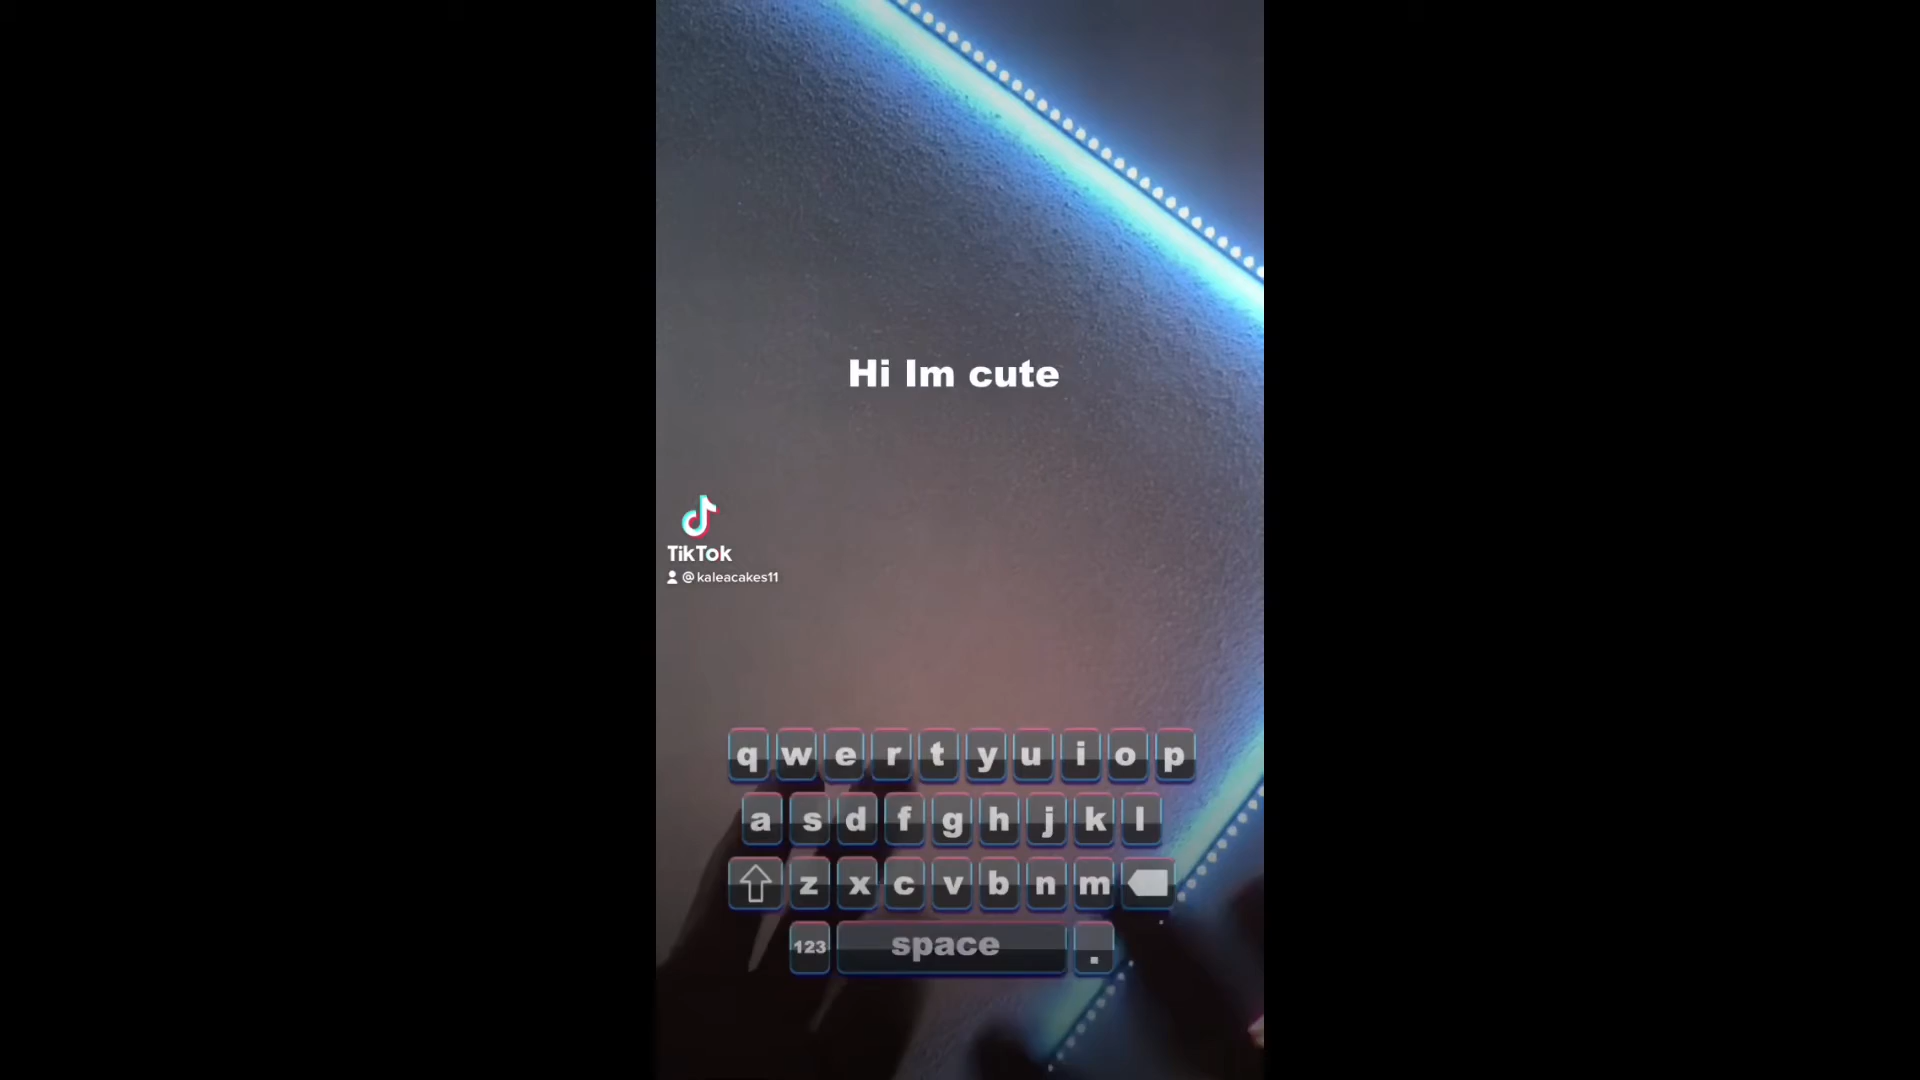 Hi Im cute
TikTok
@kaleacakes11
q w e r t y u i o p
a s d f g h j k l
z x c v b n m
123 space .